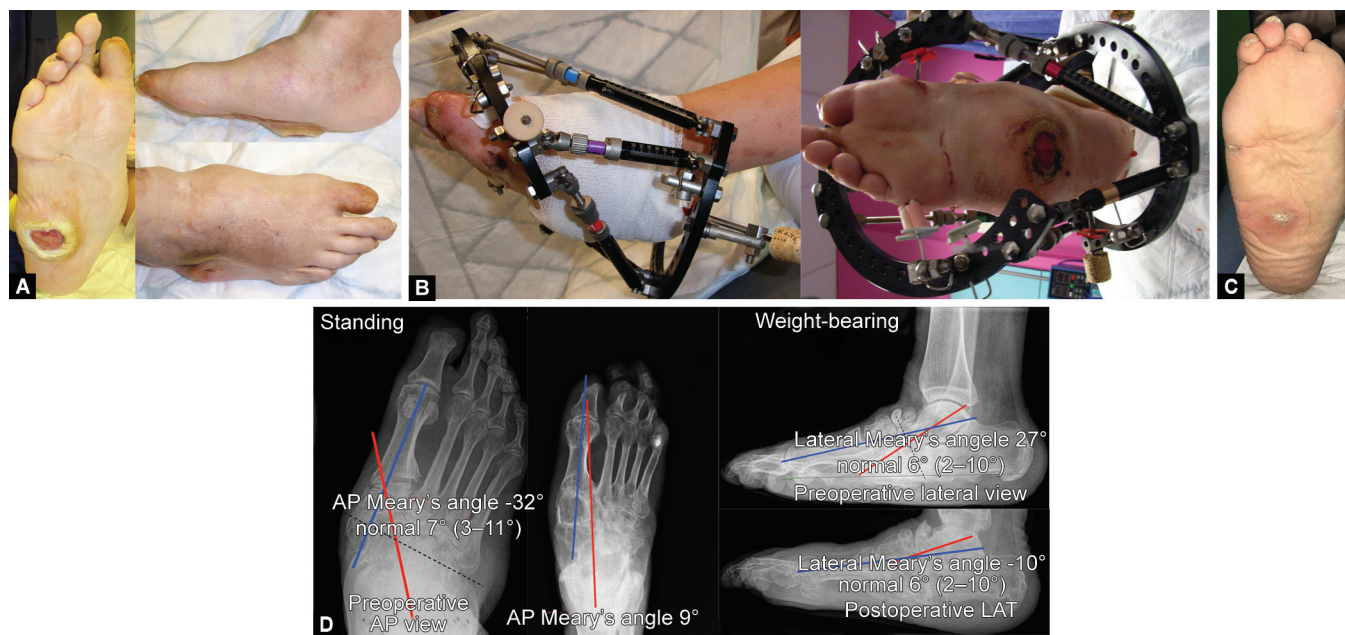 A
B
C
Standing
AP Meary's angle -32°
normal 7° (3–11°)
Preoperative
AP view
D
AP Meary's angle 9°
Weight-bearing
Lateral Meary's angele 27°
normal 6° (2–10°)
Preoperative lateral view
Lateral Meary's angle -10°
normal 6° (2–10°)
Postoperative LAT